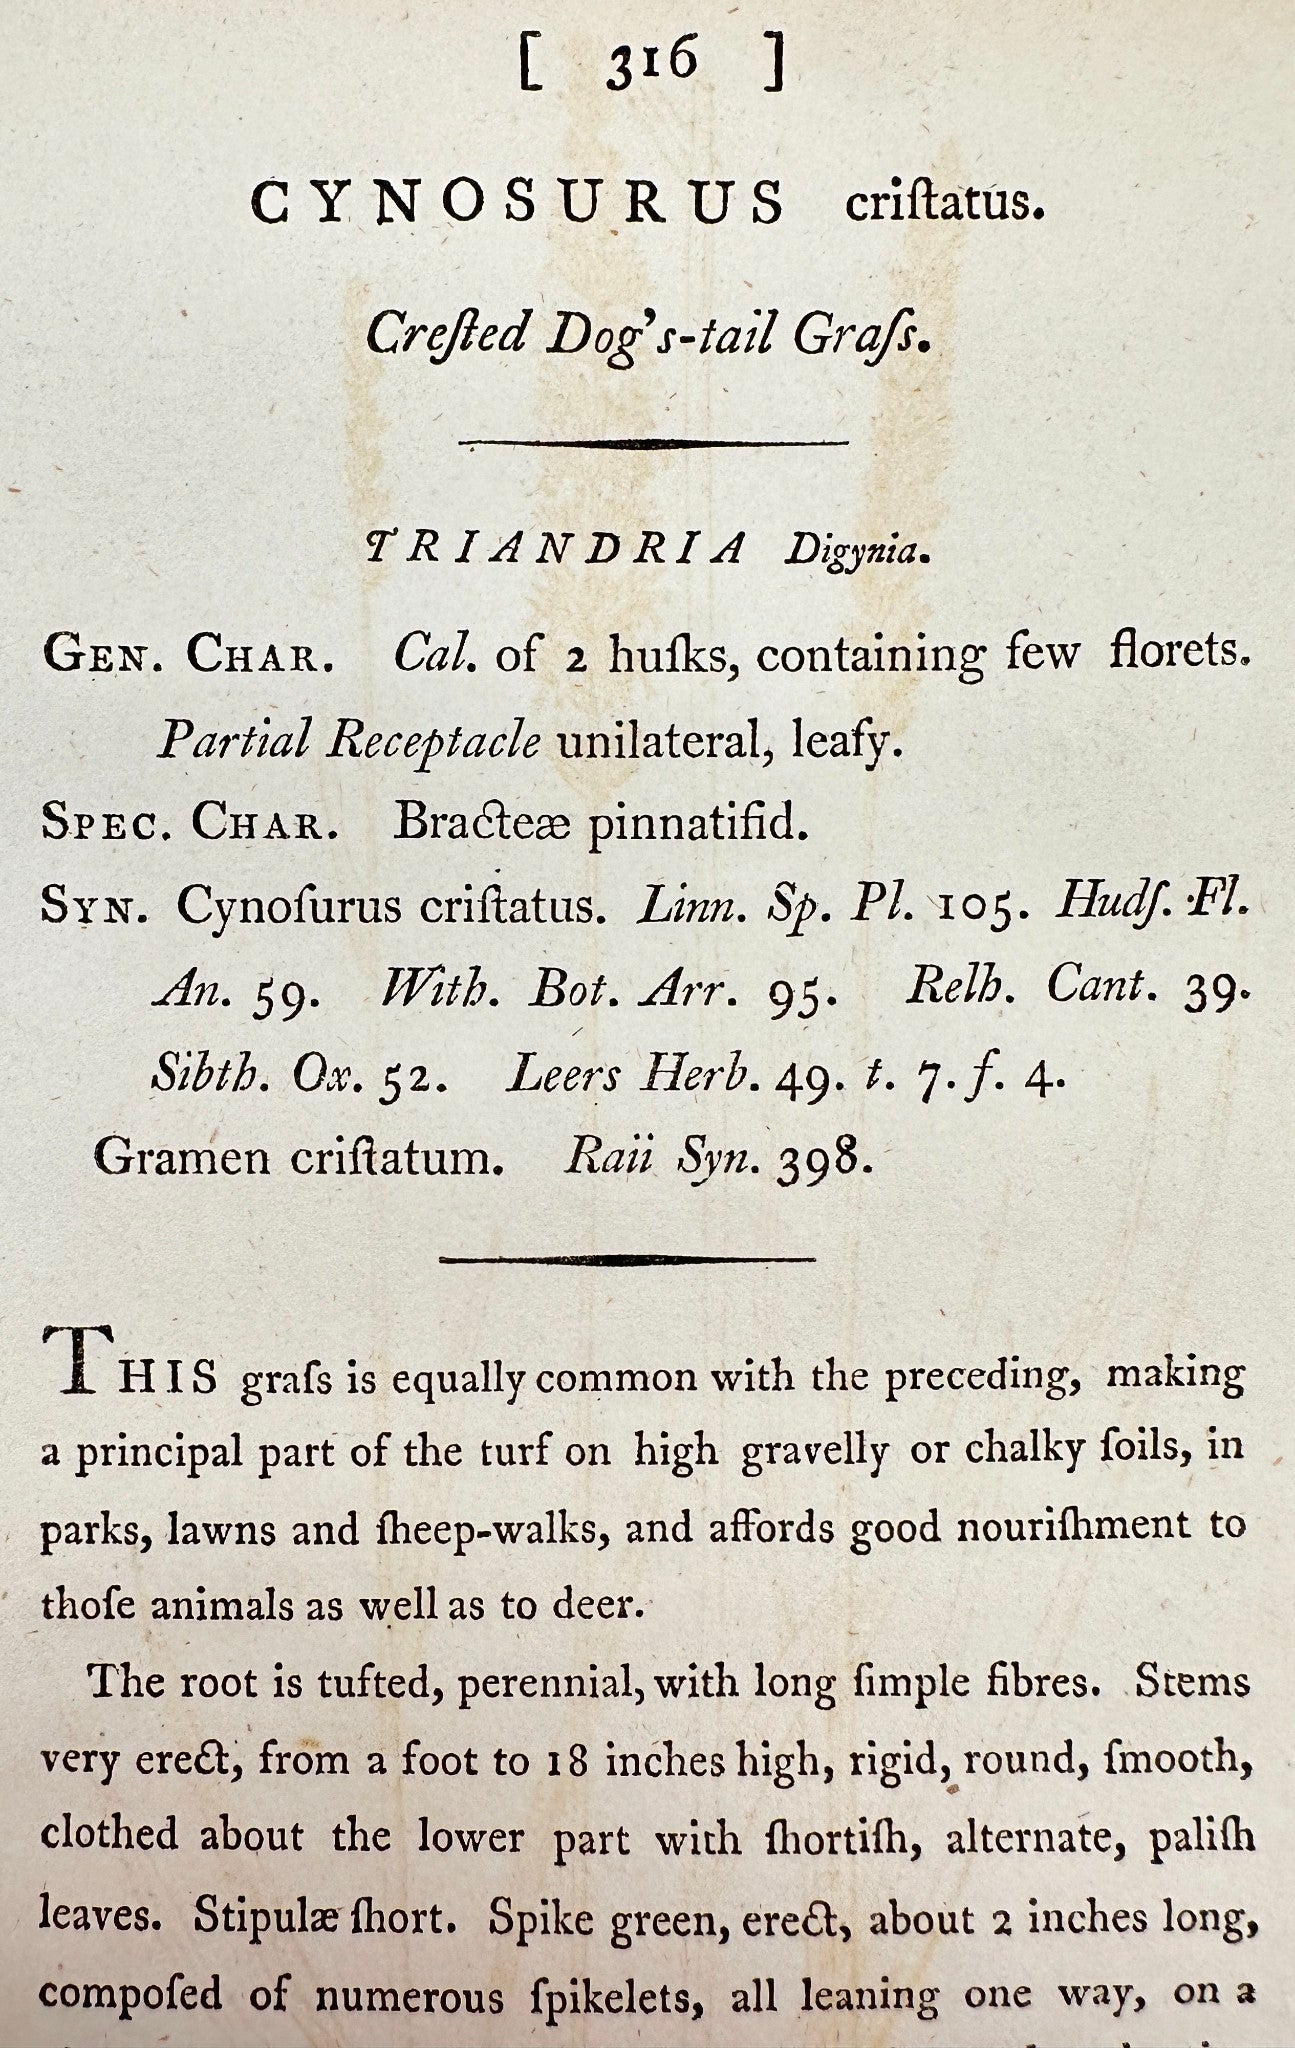 [ 316 ]
CYNOSURUS criſtatus.
Creſted Dog's-tail Graſs.
TRIANDRIA Digynia.
GEN. CHAR. Cal. of 2 huſks, containing few florets.
Partial Receptacle unilateral, leafy.
SPEC. CHAR. Bracteæ pinnatifid.
SYN. Cynoſurus criſtatus. Linn. Sp. Pl. 105. Hudſ. Fl.
An. 59. With. Bot. Arr. 95. Relh. Cant. 39.
Sibth. Ox. 52. Leers Herb. 49. t. 7. f. 4.
Gramen criſtatum. Raii Syn. 398.
THIS graſs is equally common with the preceding, making
a principal part of the turf on high gravelly or chalky ſoils, in
parks, lawns and ſheep-walks, and affords good nouriſhment to
thoſe animals as well as to deer.
The root is tufted, perennial, with long ſimple fibres. Stems
very erect, from a foot to 18 inches high, rigid, round, ſmooth,
clothed about the lower part with ſhortiſh, alternate, paliſh
leaves. Stipulæ ſhort. Spike green, erect, about 2 inches long,
compoſed of numerous ſpikelets, all leaning one way, on a